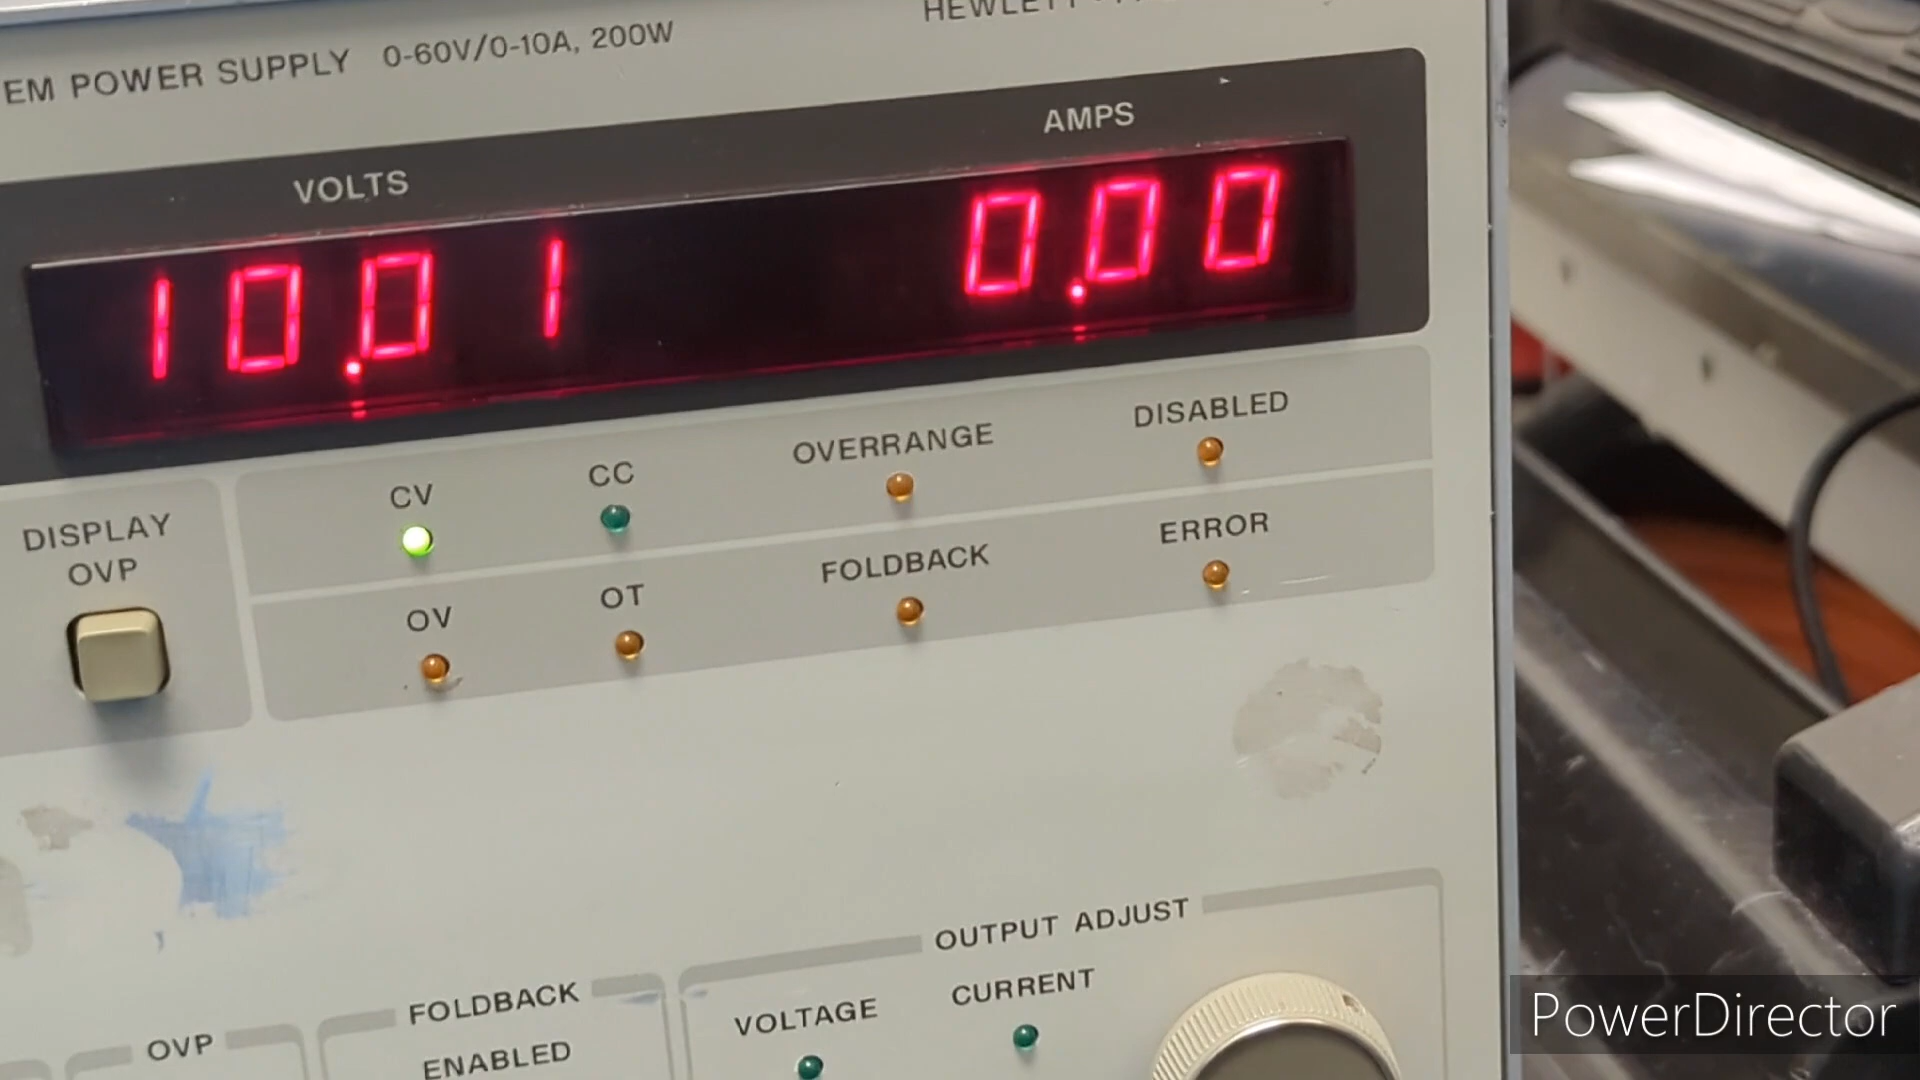 EM POWER SUPPLY 0-60V/0-10A, 200W
VOLTS
AMPS
10.01
0.00
DISPLAY
OVP
CV
CC
OVERRANGE
DISABLED
OV
OT
FOLDBACK
ERROR
OUTPUT ADJUST
VOLTAGE
CURRENT
FOLDBACK
ENABLED
OVP
PowerDirector